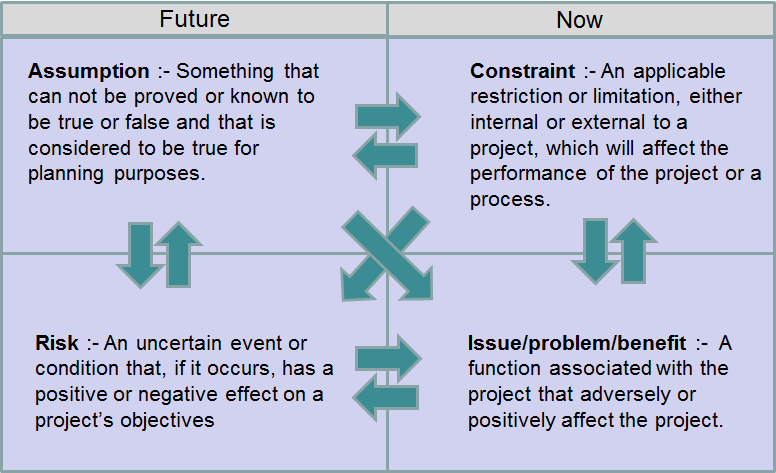 Future
Now
Assumption :- Something that
can not be proved or known to
be true or false and that is
considered to be true for
planning purposes.
Constraint :- An applicable
restriction or limitation, either
internal or external to a
project, which will affect the
performance of the project or a
process.
Risk :- An uncertain event or
condition that, if it occurs, has a
positive or negative effect on a
project’s objectives
Issue/problem/benefit :- A
function associated with the
project that adversely or
positively affect the project.